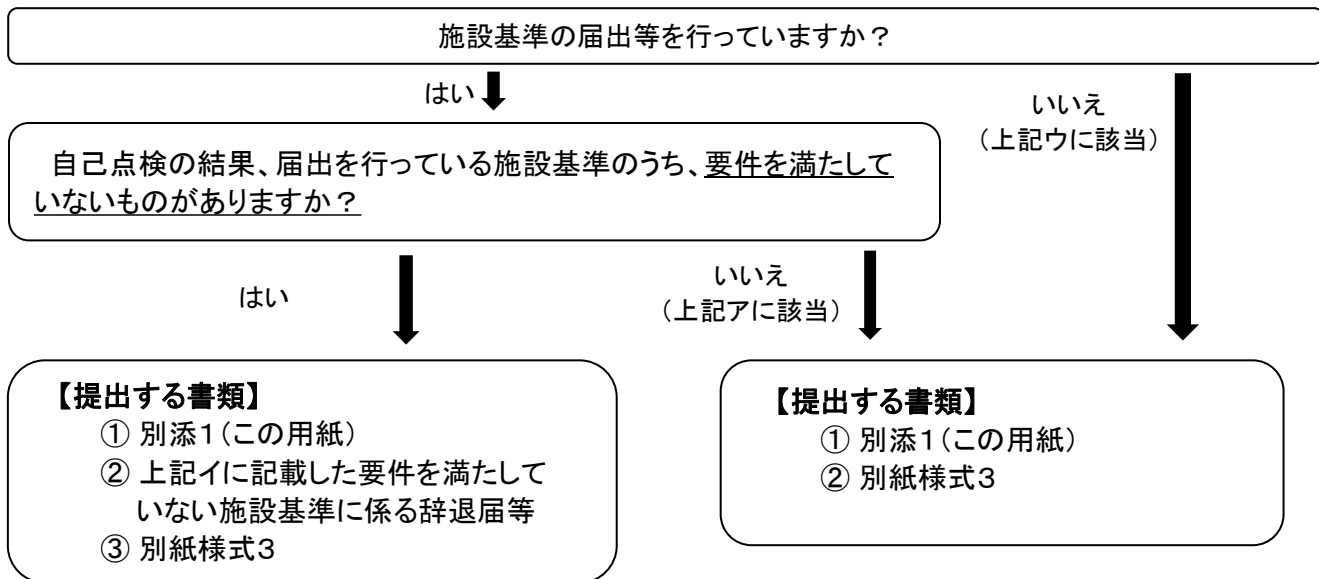 施設基準の届出等を行っていますか？
はい
いいえ
（上記ウに該当）
自己点検の結果、届出を行っている施設基準のうち、要件を満たして
いないものがありますか？
はい
いいえ
（上記アに該当）
【提出する書類】
① 別添１（この用紙）
② 上記イに記載した要件を満たして
いない施設基準に係る辞退届等
③ 別紙様式３
【提出する書類】
① 別添１（この用紙）
② 別紙様式３